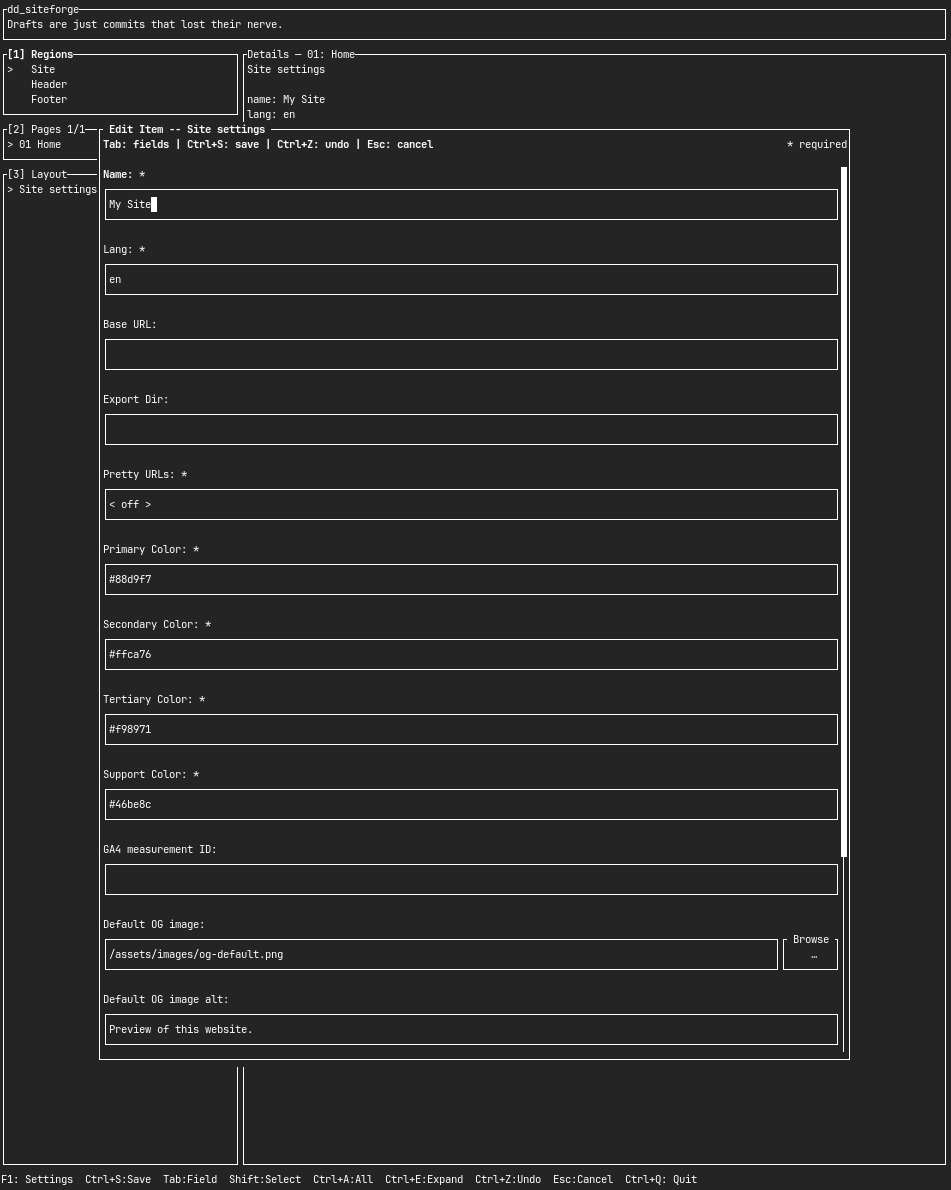 dd_siteforge
Drafts are just commits that lost their nerve.
[1] Regions
> Site
Header
Footer
Details — 01: Home
Site settings
name: My Site
lang: en
[2] Pages 1/1
> 01 Home
[3] Layout
> Site settings
Edit Item -- Site settings
Tab: fields | Ctrl+S: save | Ctrl+Z: undo | Esc: cancel
* required
Name: *
My Site
Lang: *
en
Base URL:
Export Dir:
Pretty URLs: *
< off >
Primary Color: *
#88d9f7
Secondary Color: *
#ffca76
Tertiary Color: *
#f98971
Support Color: *
#46be8c
GA4 measurement ID:
Default OG image:
/assets/images/og-default.png
Browse
…
Default OG image alt:
Preview of this website.
F1: Settings  Ctrl+S:Save  Tab:Field  Shift:Select  Ctrl+A:All  Ctrl+E:Expand  Ctrl+Z:Undo  Esc:Cancel  Ctrl+Q: Quit